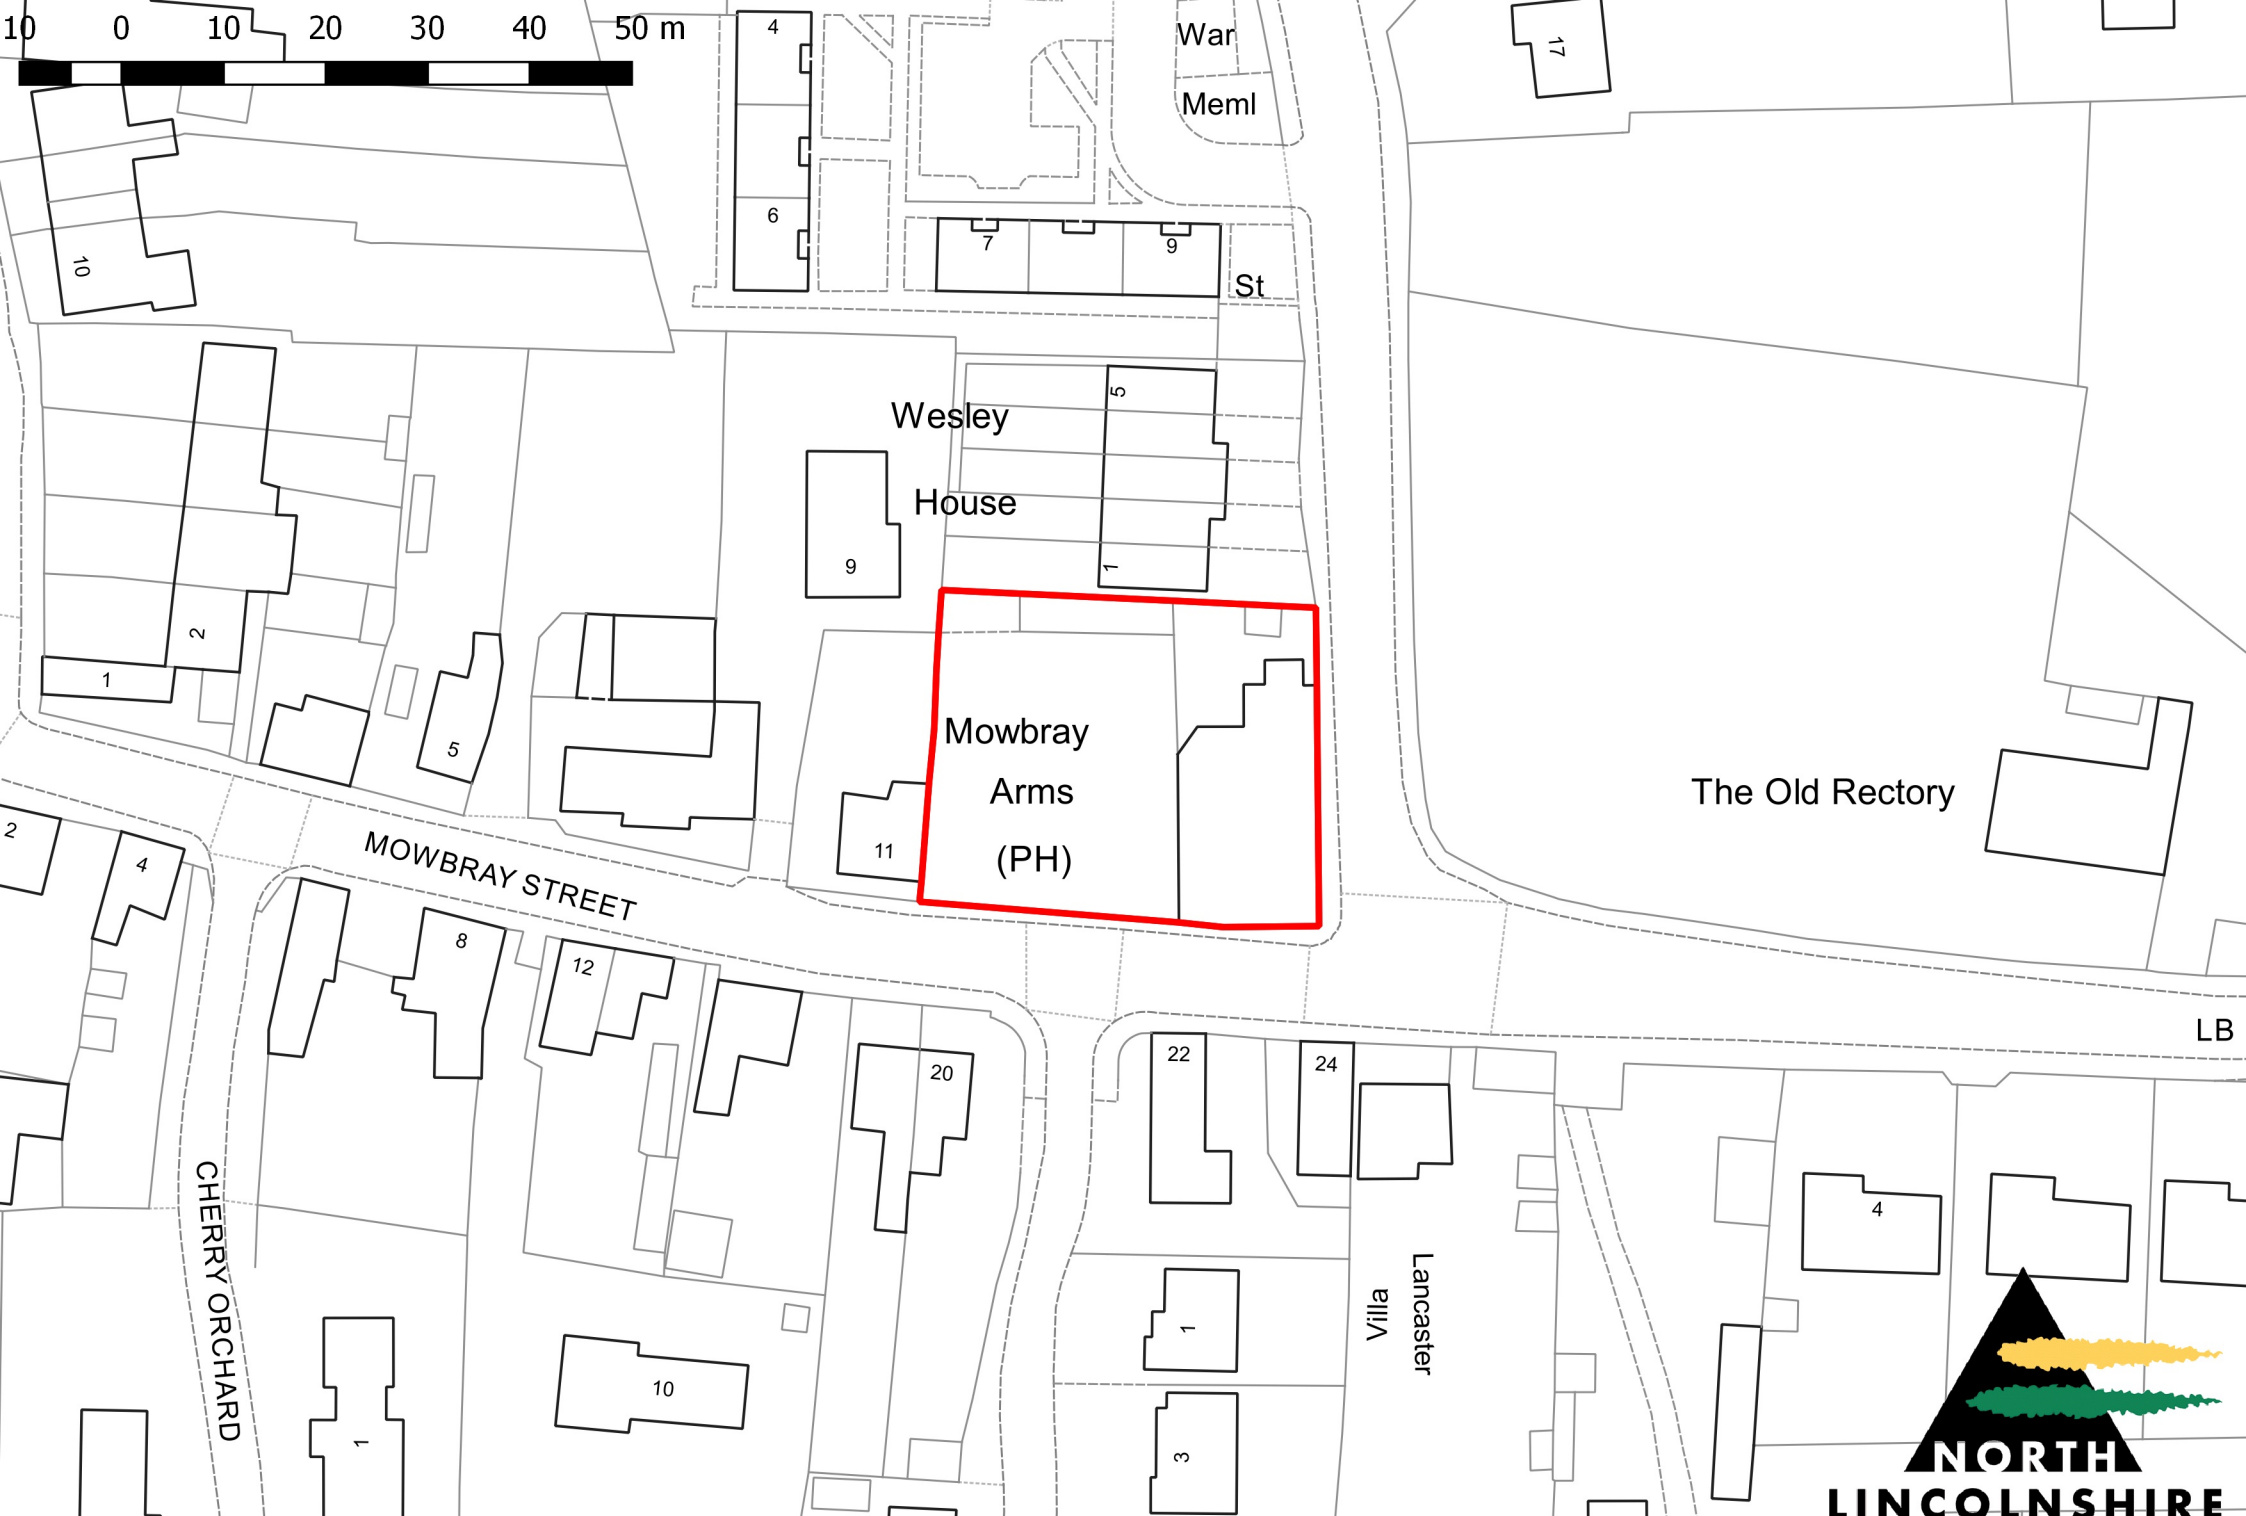 10 0 10 20 30 40 50 m
4
War
17
Meml
6
7
9
St
10
5
Wesley
House
9
1
2
1
5
Mowbray
Arms
(PH)
The Old Rectory
11
2
4
MOWBRAY STREET
8
12
LB
20
22
24
CHERRY ORCHARD
4
Lancaster
Villa
1
10
1
3
NORTH
LINCOLNSHIRE